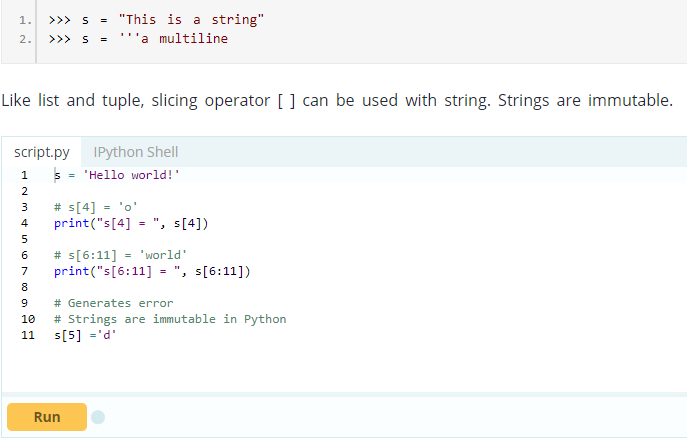 1. >>> s = "This is a string"
2. >>> s = '''a multiline
Like list and tuple, slicing operator [ ] can be used with string. Strings are immutable.
script.py IPython Shell
1 s = 'Hello world!'
2
3 # s[4] = 'o'
4 print("s[4] = ", s[4])
5
6 # s[6:11] = 'world'
7 print("s[6:11] = ", s[6:11])
8
9 # Generates error
10 # Strings are immutable in Python
11 s[5] ='d'
Run